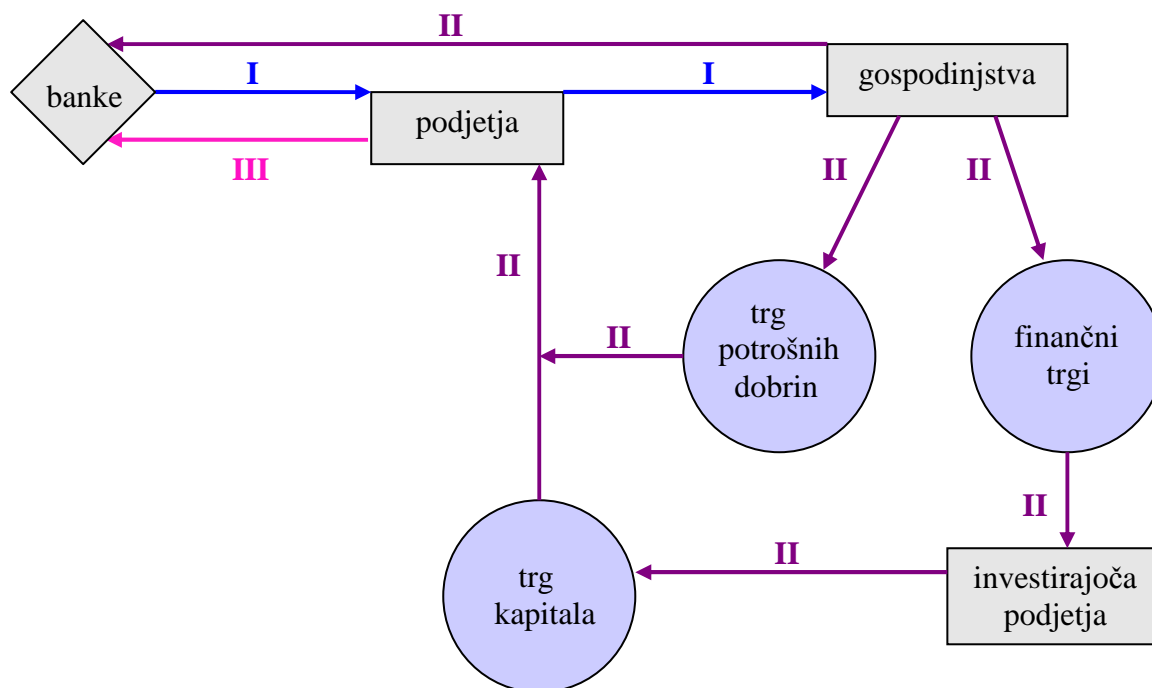 II
gospodinjstva
I
I
banke
podjetja
III
II
II
II
trg
potrošnih
dobrin
finančni
trgi
II
II
II
trg
kapitala
investirajoča
podjetja